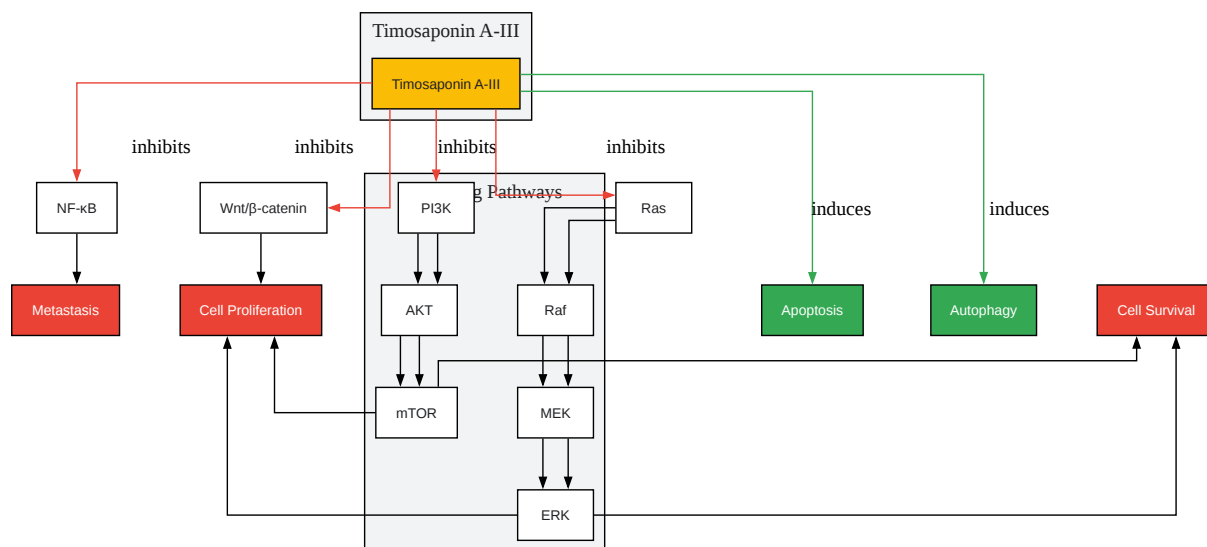 Timosaponin A-III
Timosaponin A-III
inhibits
inhibits
inhibits
inhibits
Pathways
NF-κB
Wnt/β-catenin
PI3K
Ras
induces
induces
Metastasis
Cell Proliferation
AKT
Raf
Apoptosis
Autophagy
Cell Survival
mTOR
MEK
ERK